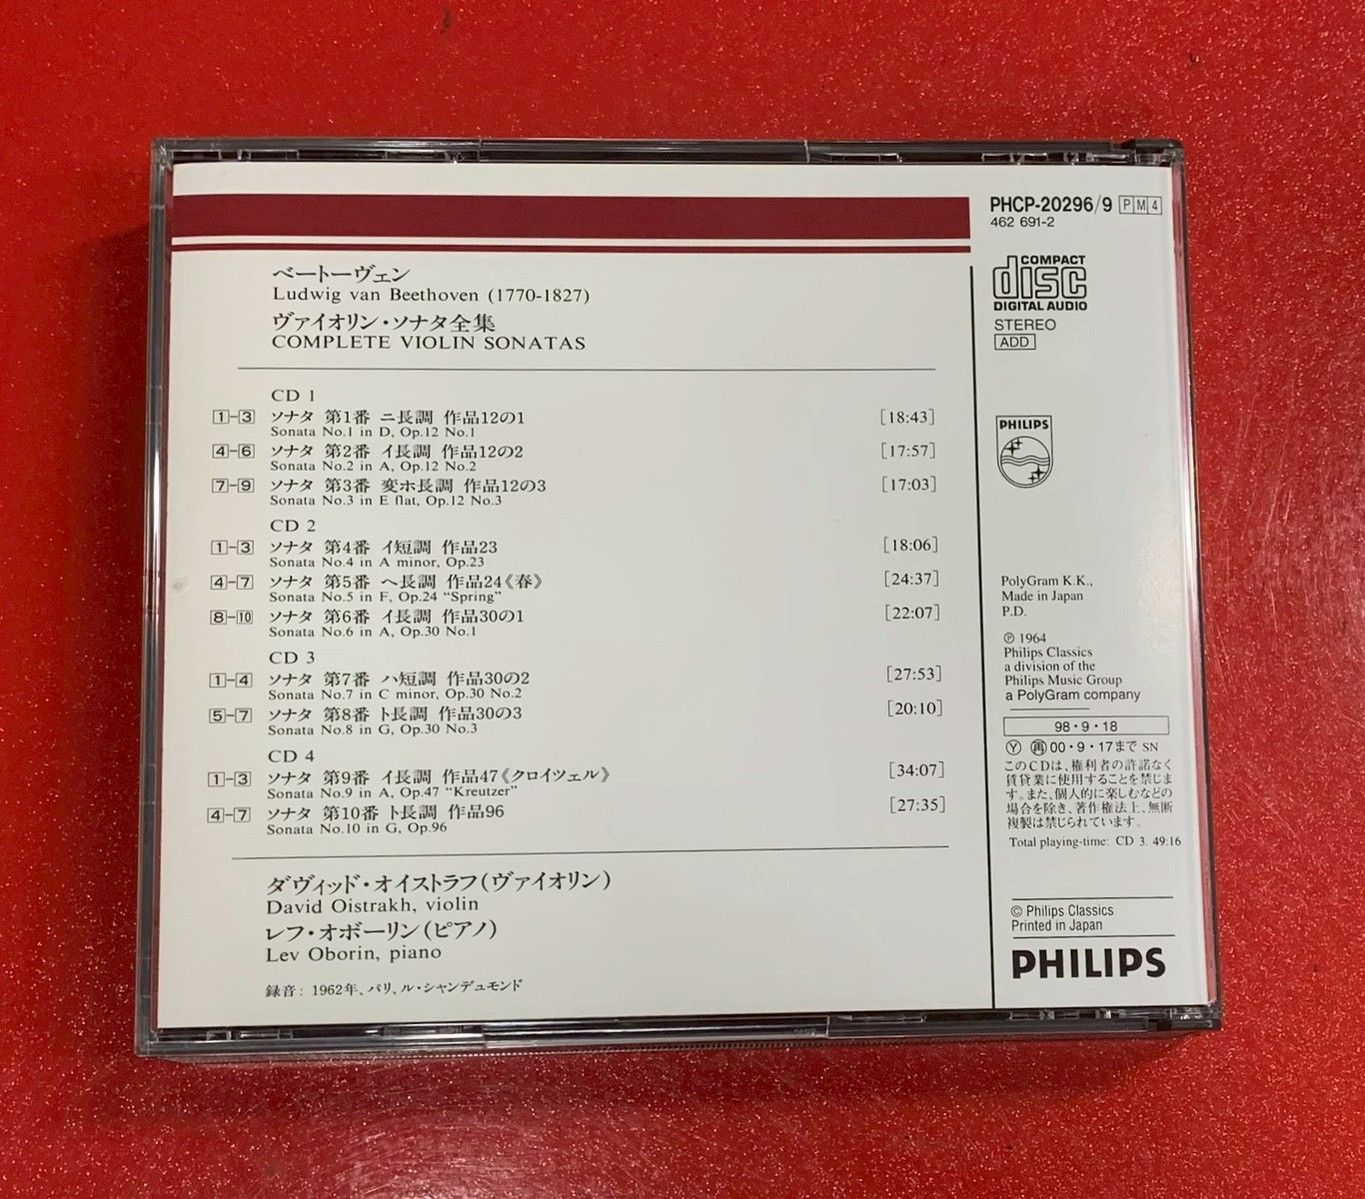 ベートーヴェン
Ludwig van Beethoven (1770-1827)
ヴァイオリン・ソナタ全集
COMPLETE VIOLIN SONATAS
CD 1
1-3 ソナタ 第1番 ニ長調 作品12の1 [18:43]
Sonata No.1 in D, Op.12 No.1
4-6 ソナタ 第2番 イ長調 作品12の2 [17:57]
Sonata No.2 in A, Op.12 No.2
7-9 ソナタ 第3番 変ホ長調 作品12の3 [17:03]
Sonata No.3 in E flat, Op.12 No.3
CD 2
1-3 ソナタ 第4番 イ短調 作品23 [18:06]
Sonata No.4 in A minor, Op.23
4-7 ソナタ 第5番 ヘ長調 作品24《春》 [24:37]
Sonata No.5 in F, Op.24 “Spring”
8-10 ソナタ 第6番 イ長調 作品30の1 [22:07]
Sonata No.6 in A, Op.30 No.1
CD 3
1-4 ソナタ 第7番 ハ短調 作品30の2 [27:53]
Sonata No.7 in C minor, Op.30 No.2
5-7 ソナタ 第8番 ト長調 作品30の3 [20:10]
Sonata No.8 in G, Op.30 No.3
CD 4
1-3 ソナタ 第9番 イ長調 作品47《クロイツェル》 [34:07]
Sonata No.9 in A, Op.47 “Kreutzer”
4-7 ソナタ 第10番 ト長調 作品96 [27:35]
Sonata No.10 in G, Op.96
ダヴィッド・オイストラフ(ヴァイオリン)
David Oistrakh, violin
レフ・オボーリン(ピアノ)
Lev Oborin, piano
録音: 1962年、パリ、ル・シャンデュモンド
PHCP-20296/9 P M 4
462 691-2
COMPACT
disc
DIGITAL AUDIO
STEREO
ADD
PHILIPS
PolyGram K.K.,
Made in Japan
P.D.
℗ 1964
Philips Classics
a division of the
Philips Music Group
a PolyGram company
98・9・18
Ⓨ ㊢00・9・17まで SN
このCDは、権利者の許諾なく
賃貸業に使用することを禁じま
す。また、個人的に楽しむなどの
場合を除き、著作権法上、無断
複製は禁じられています。
Total playing-time: CD 3. 49:16
© Philips Classics
Printed in Japan
PHILIPS